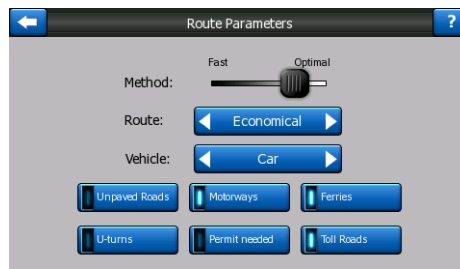 Route Parameters ?
Fast Optimal
Method:
Route: Economical
Vehicle: Car
Unpaved Roads Motorways Ferries
U-turns Permit needed Toll Roads